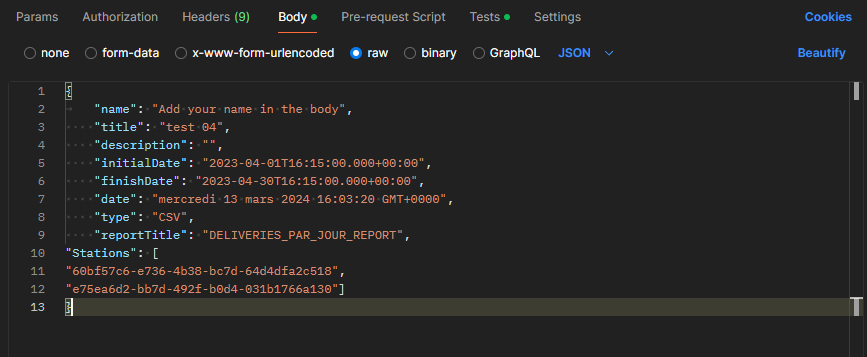 Params Authorization Headers (9) Body Pre-request Script Tests Settings Cookies
none form-data x-www-form-urlencoded raw binary GraphQL JSON Beautify
1 {
2 "name": "Add your name in the body",
3 "title": "test 04",
4 "description": "",
5 "initialDate": "2023-04-01T16:15:00.000+00:00",
6 "finishDate": "2023-04-30T16:15:00.000+00:00",
7 "date": "mercredi 13 mars 2024 16:03:20 GMT+0000",
8 "type": "CSV",
9 "reportTitle": "DELIVERIES_PAR_JOUR_REPORT",
10 "Stations": [
11 "60bf57c6-e736-4b38-bc7d-64d4dfa2c518",
12 "e75ea6d2-bb7d-492f-b0d4-031b1766a130"]
13 }